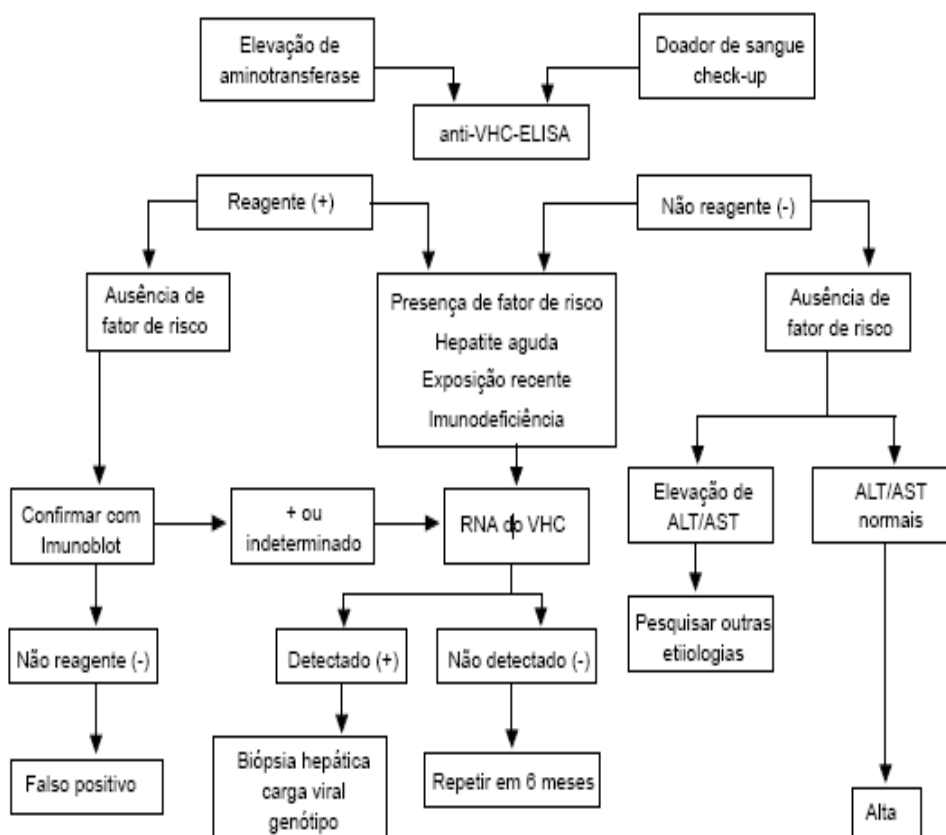 Elevação de
aminotransferase
Doador de sangue
check-up
anti-VHC-ELISA
Reagente (+)
Não reagente (-)
Ausência de
fator de risco
Presença de fator de risco
Hepatite aguda
Exposição recente
Imunodeficiência
Ausência de
fator de risco
Elevação de
ALT/AST
ALT/AST
normais
Confirmar com
Imunoblot
+ ou
indeterminado
RNA do VHC
Pesquisar outras
etiiologias
Não reagente (-)
Detectado (+)
Não detectado (-)
Falso positivo
Biópsia hepática
carga viral
genótipo
Repetir em 6 meses
Alta